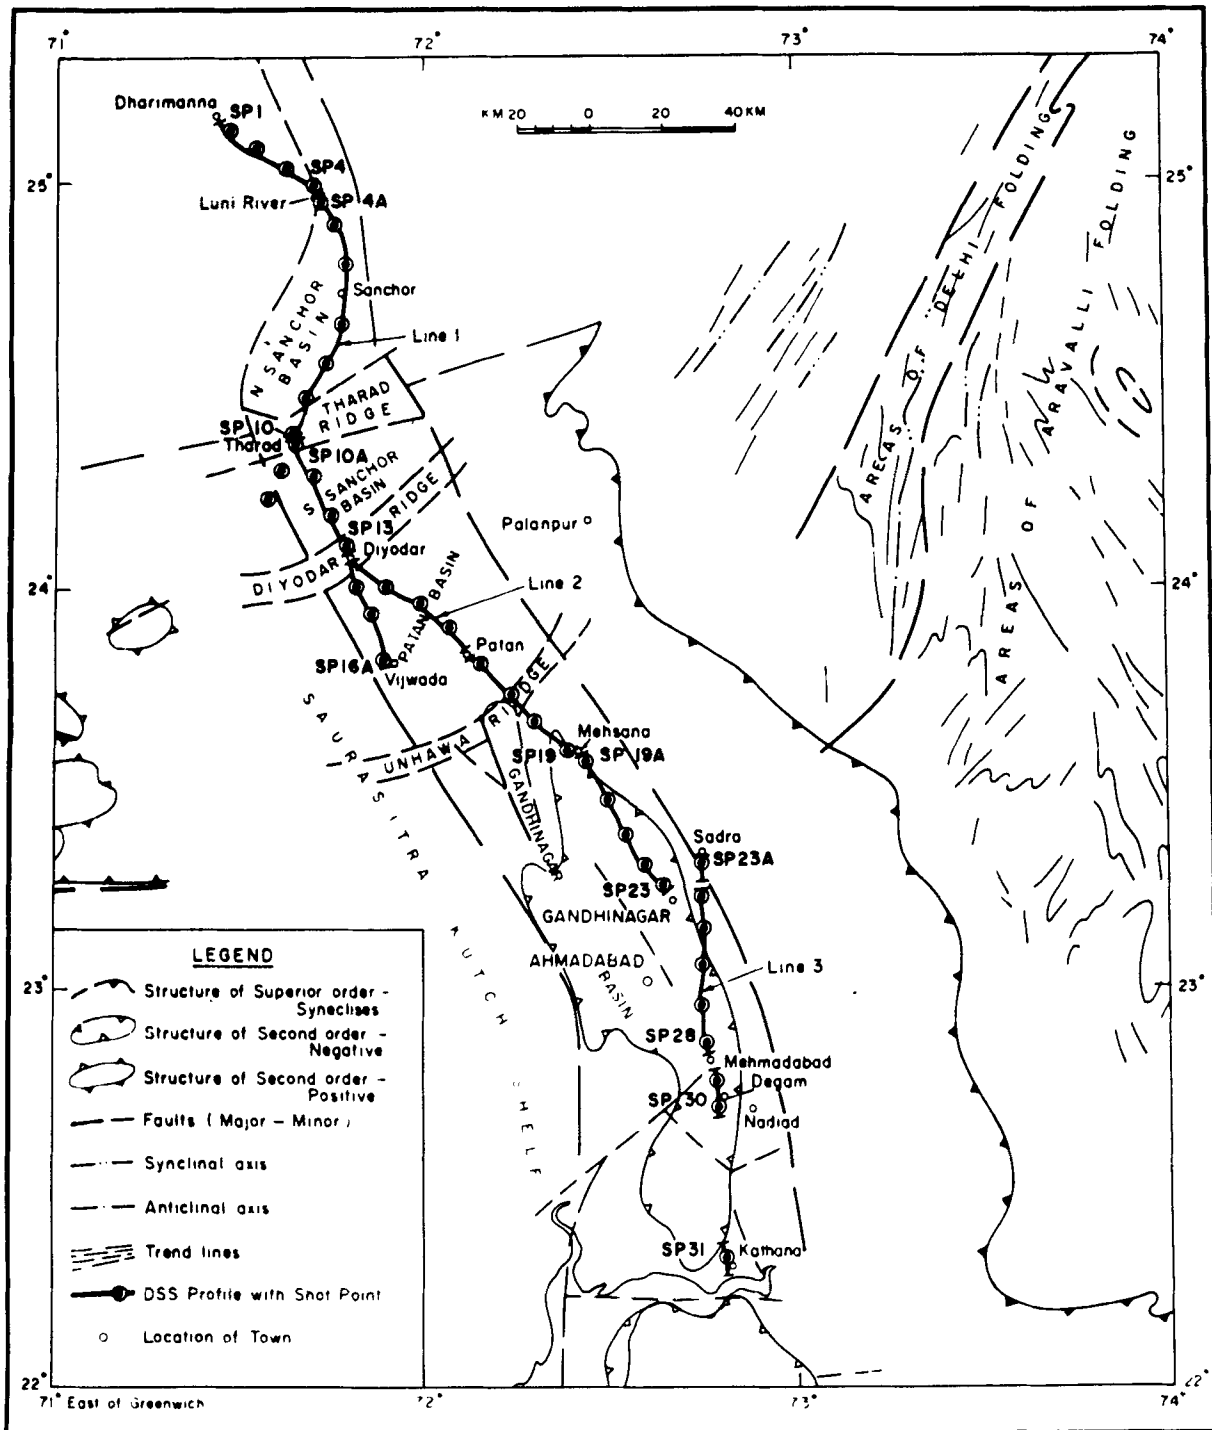 71°
72°
73°
74°
Dharimanna
SP1
KM 20 0 20 40 KM
SP4
25°
25°
Luni River
SP 4A
Sanchor
N SANCHOR
BASIN
Line 1
THARAD
RIDGE
SP 10
Tharad
SP10A
S SANCHOR
BASIN
SP13
Diyodar
DIYODAR RIDGE
Palanpur
24°
24°
PATAN BASIN
Line 2
SP16A
Vijwada
Patan
UNHAWA RIDGE
Mehsana
SP19
SP 19A
GANDHINAGAR
BASIN
SAURASITRA
KUTCH SHELF
Sadra
SP23A
SP23
GANDHINAGAR
AHMADABAD
Line 3
23°
23°
SP28
Mehmadabad
Degam
SP 30
Nadiad
SP31
Kathana
AREAS OF DELHI FOLDING
AREAS OF ARAVALLI FOLDING
LEGEND
Structure of Superior order -
Syneclises
Structure of Second order -
Negative
Structure of Second order -
Positive
Faults ( Major - Minor )
Synclinal axis
Anticlinal axis
Trend lines
DSS Profile with Shot Point
Location of Town
22°
22°
71° East of Greenwich
72°
73°
74°